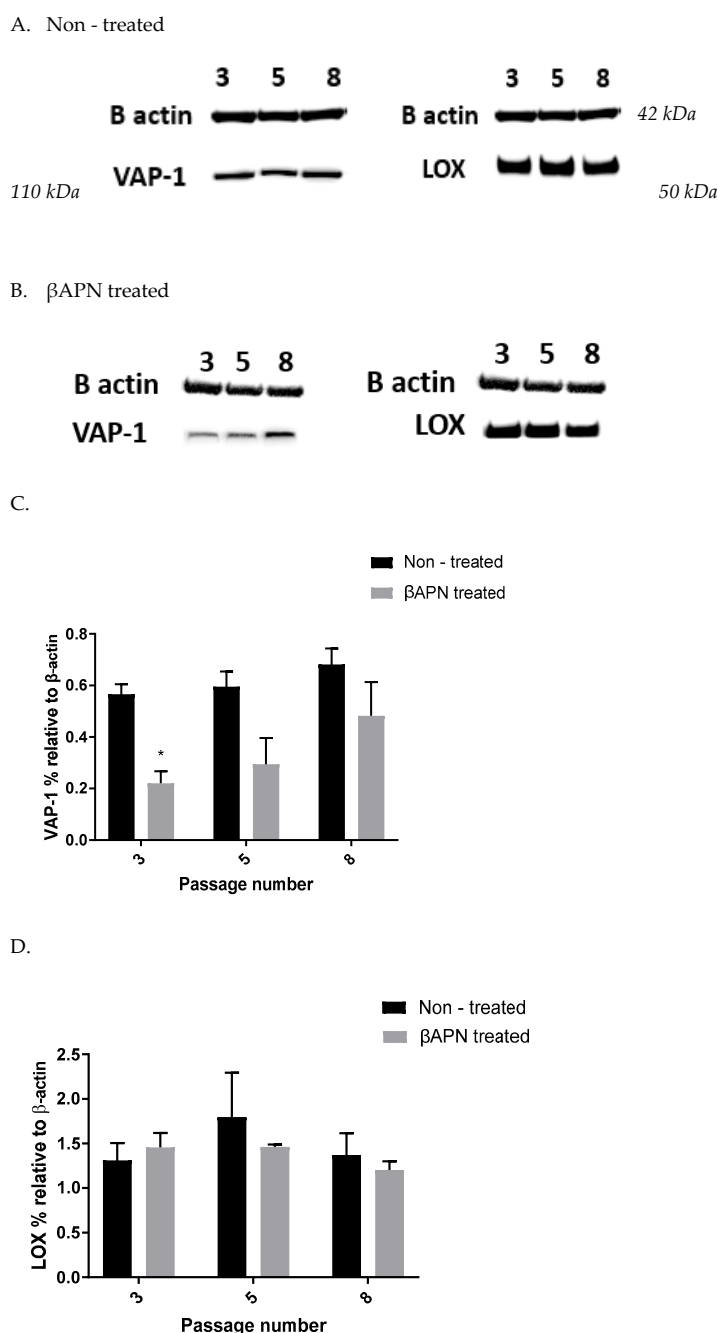 A. Non - treated
3 5 8 3 5 8
B actin B actin 42 kDa
VAP-1 LOX
110 kDa 50 kDa
B. βAPN treated
3 5 8 3 5 8
B actin B actin
VAP-1 LOX
C.
Non - treated
βAPN treated
VAP-1 % relative to β-actin
0.8
0.6
0.4
*
0.2
0.0
3 5 8
Passage number
D.
Non - treated
βAPN treated
LOX % relative to β-actin
2.5
2.0
1.5
1.0
0.5
0.0
3 5 8
Passage number